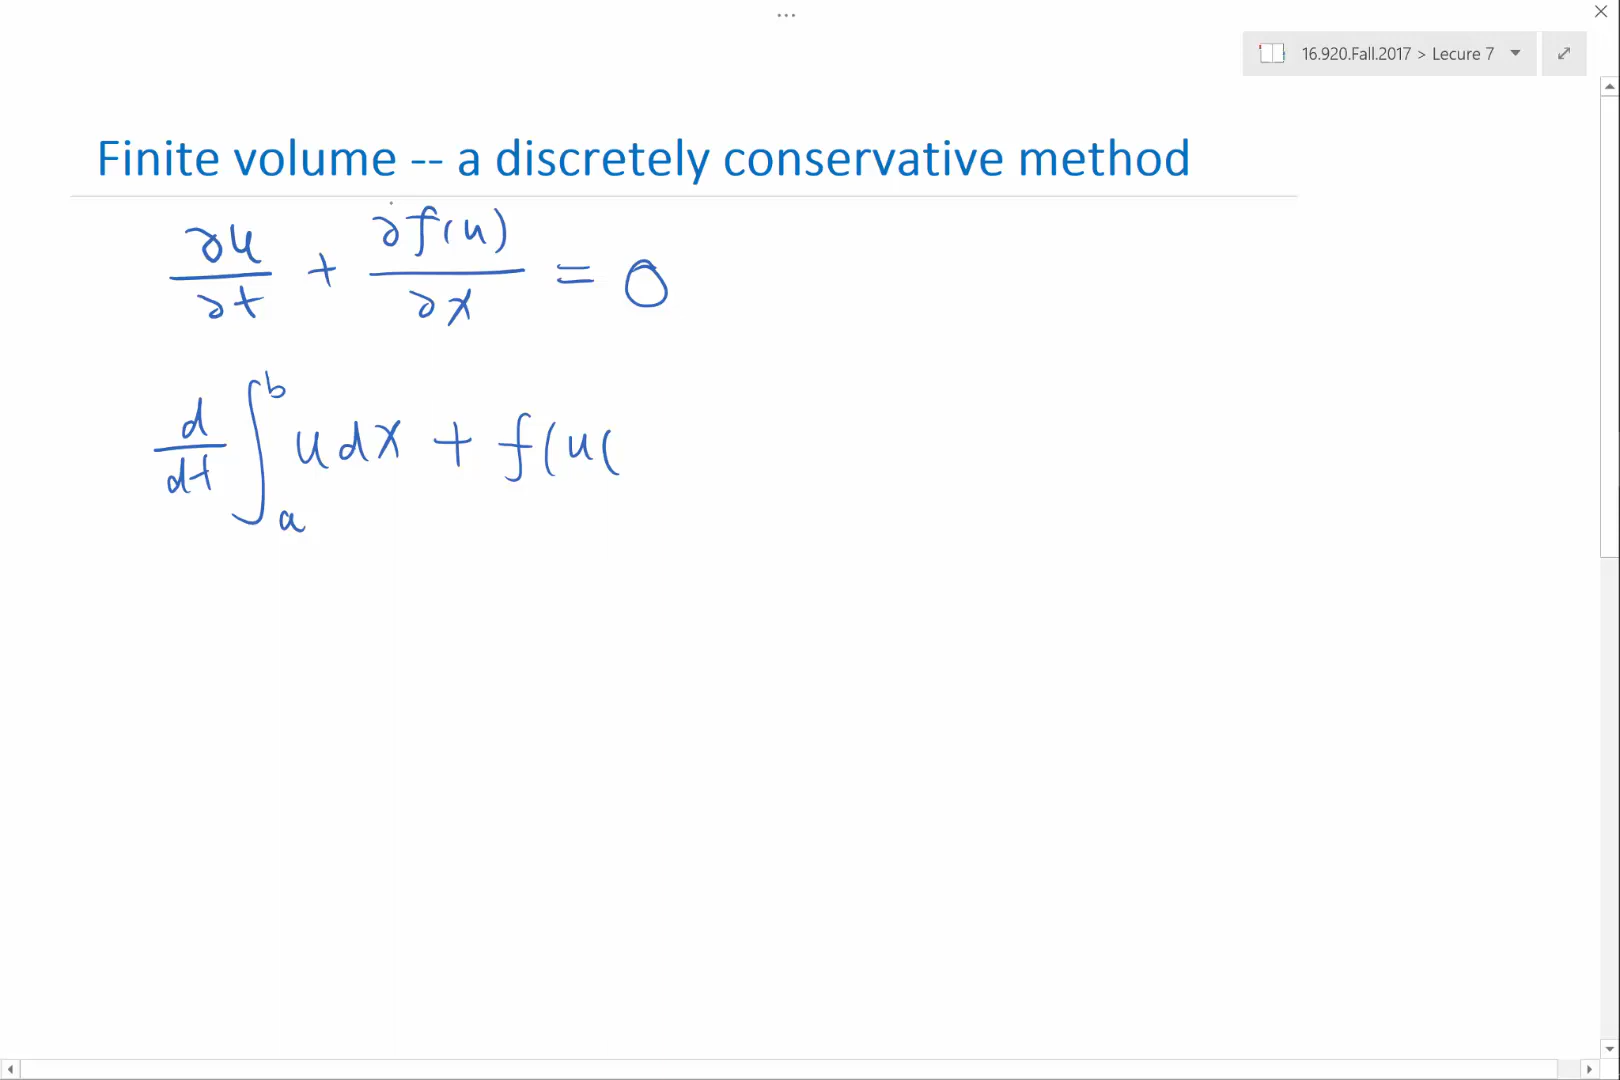 ...
16.920.Fall.2017 > Lecure 7
Finite volume -- a discretely conservative method
∂u/∂t + ∂f(u)/∂x = 0
d/dt ∫_a^b u dx + f(u(